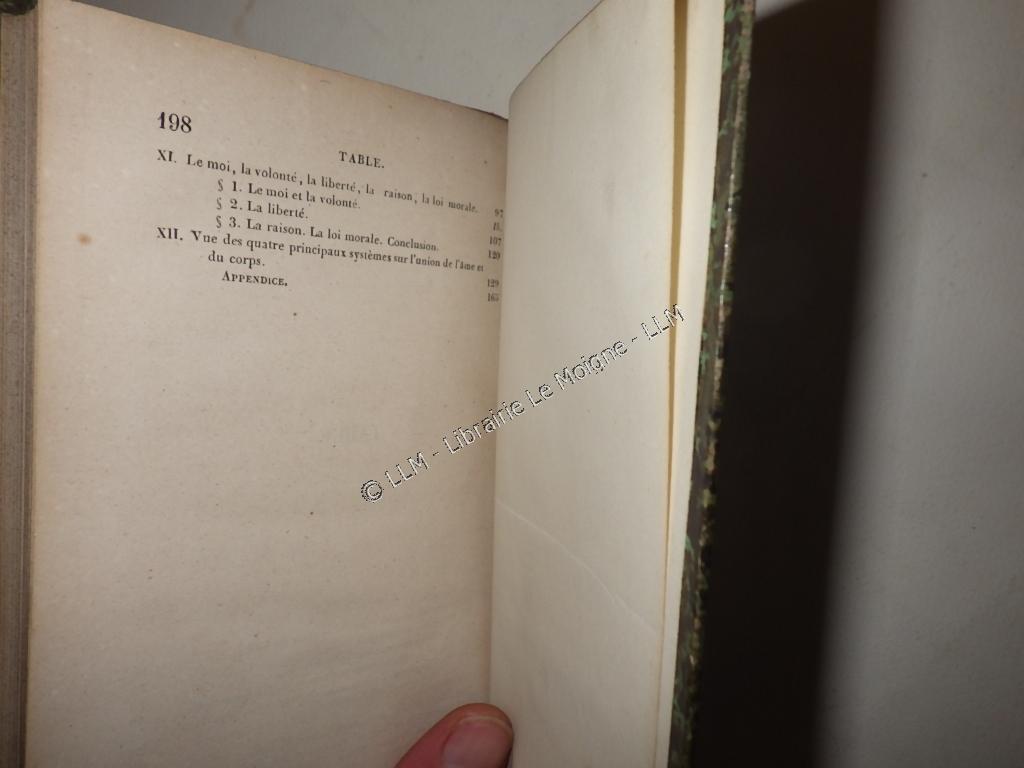 198
TABLE.
XI. Le moi, la volonté, la liberté, la raison, la loi morale. 97
§ 1. Le moi et la volonté. Ib.
§ 2. La liberté. 107
§ 3. La raison. La loi morale. Conclusion. 120
XII. Vue des quatre principaux systèmes sur l'union de l'âme et
du corps. 129
APPENDICE. 165
© LLM - Librairie Le Moigne - LLM